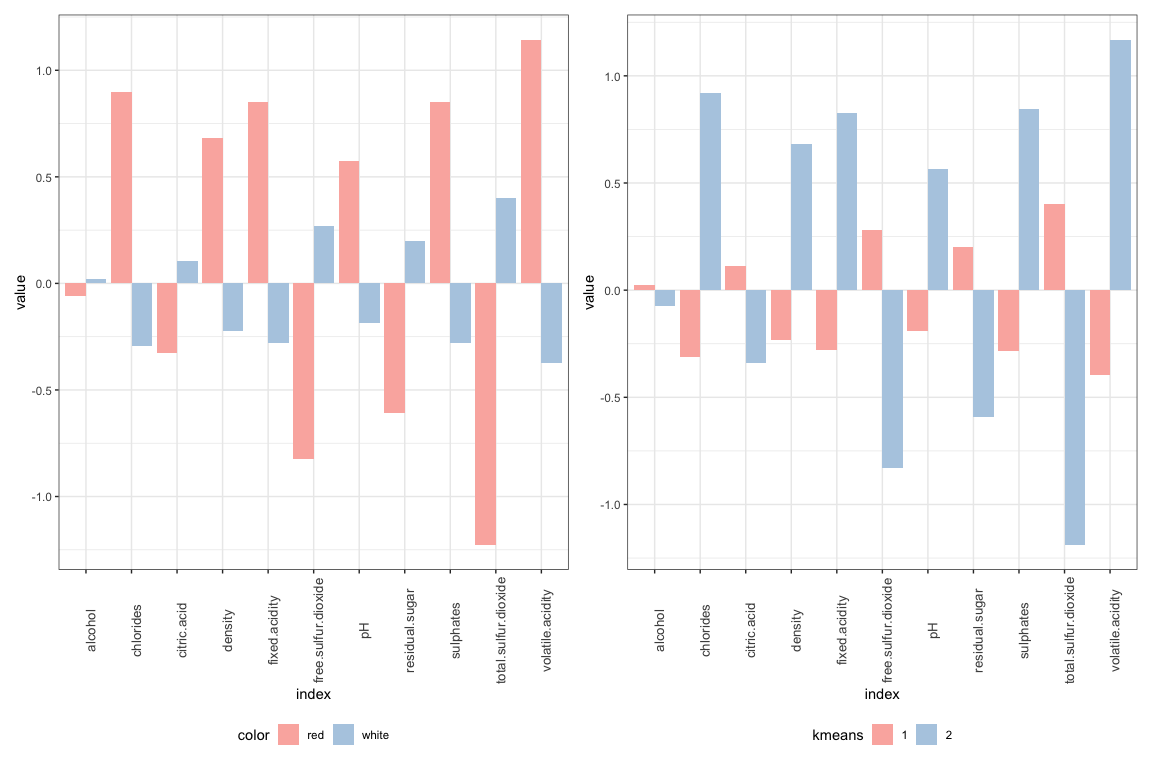 value
1.0
0.5
0.0
-0.5
-1.0
alcohol
chlorides
citric.acid
density
fixed.acidity
free.sulfur.dioxide
pH
residual.sugar
sulphates
total.sulfur.dioxide
volatile.acidity
index
color red white
value
1.0
0.5
0.0
-0.5
-1.0
alcohol
chlorides
citric.acid
density
fixed.acidity
free.sulfur.dioxide
pH
residual.sugar
sulphates
total.sulfur.dioxide
volatile.acidity
index
kmeans 1 2